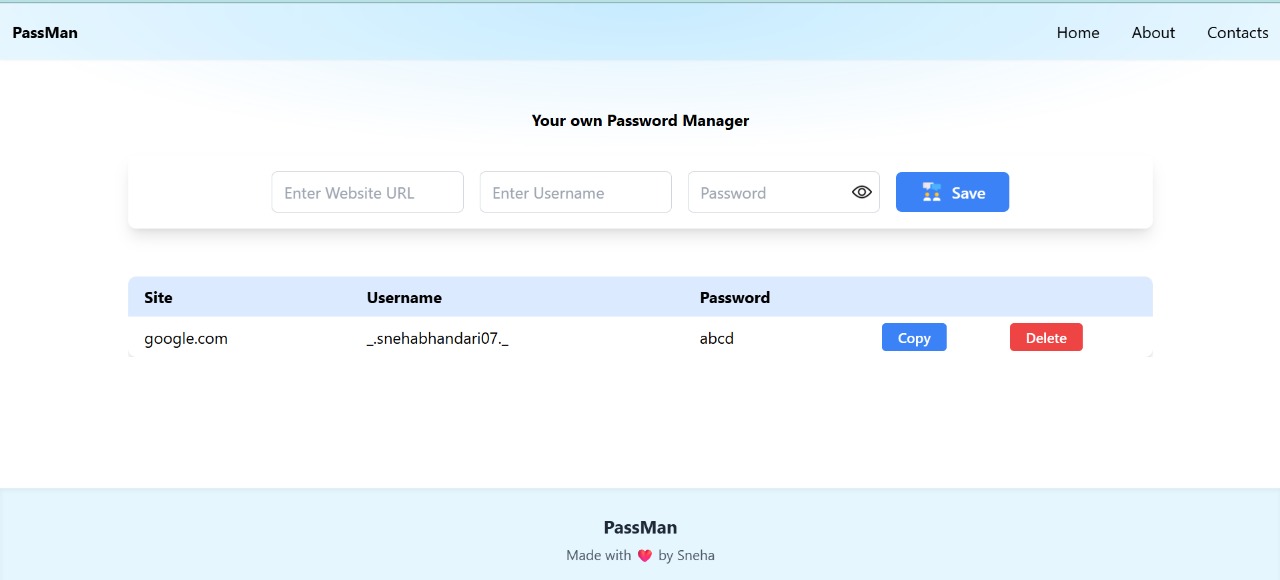 PassMan Home About Contacts
Your own Password Manager
Enter Website URL Enter Username Password Save
Site Username Password
google.com _.snehabhandari07._ abcd Copy Delete
PassMan
Made with ❤️ by Sneha